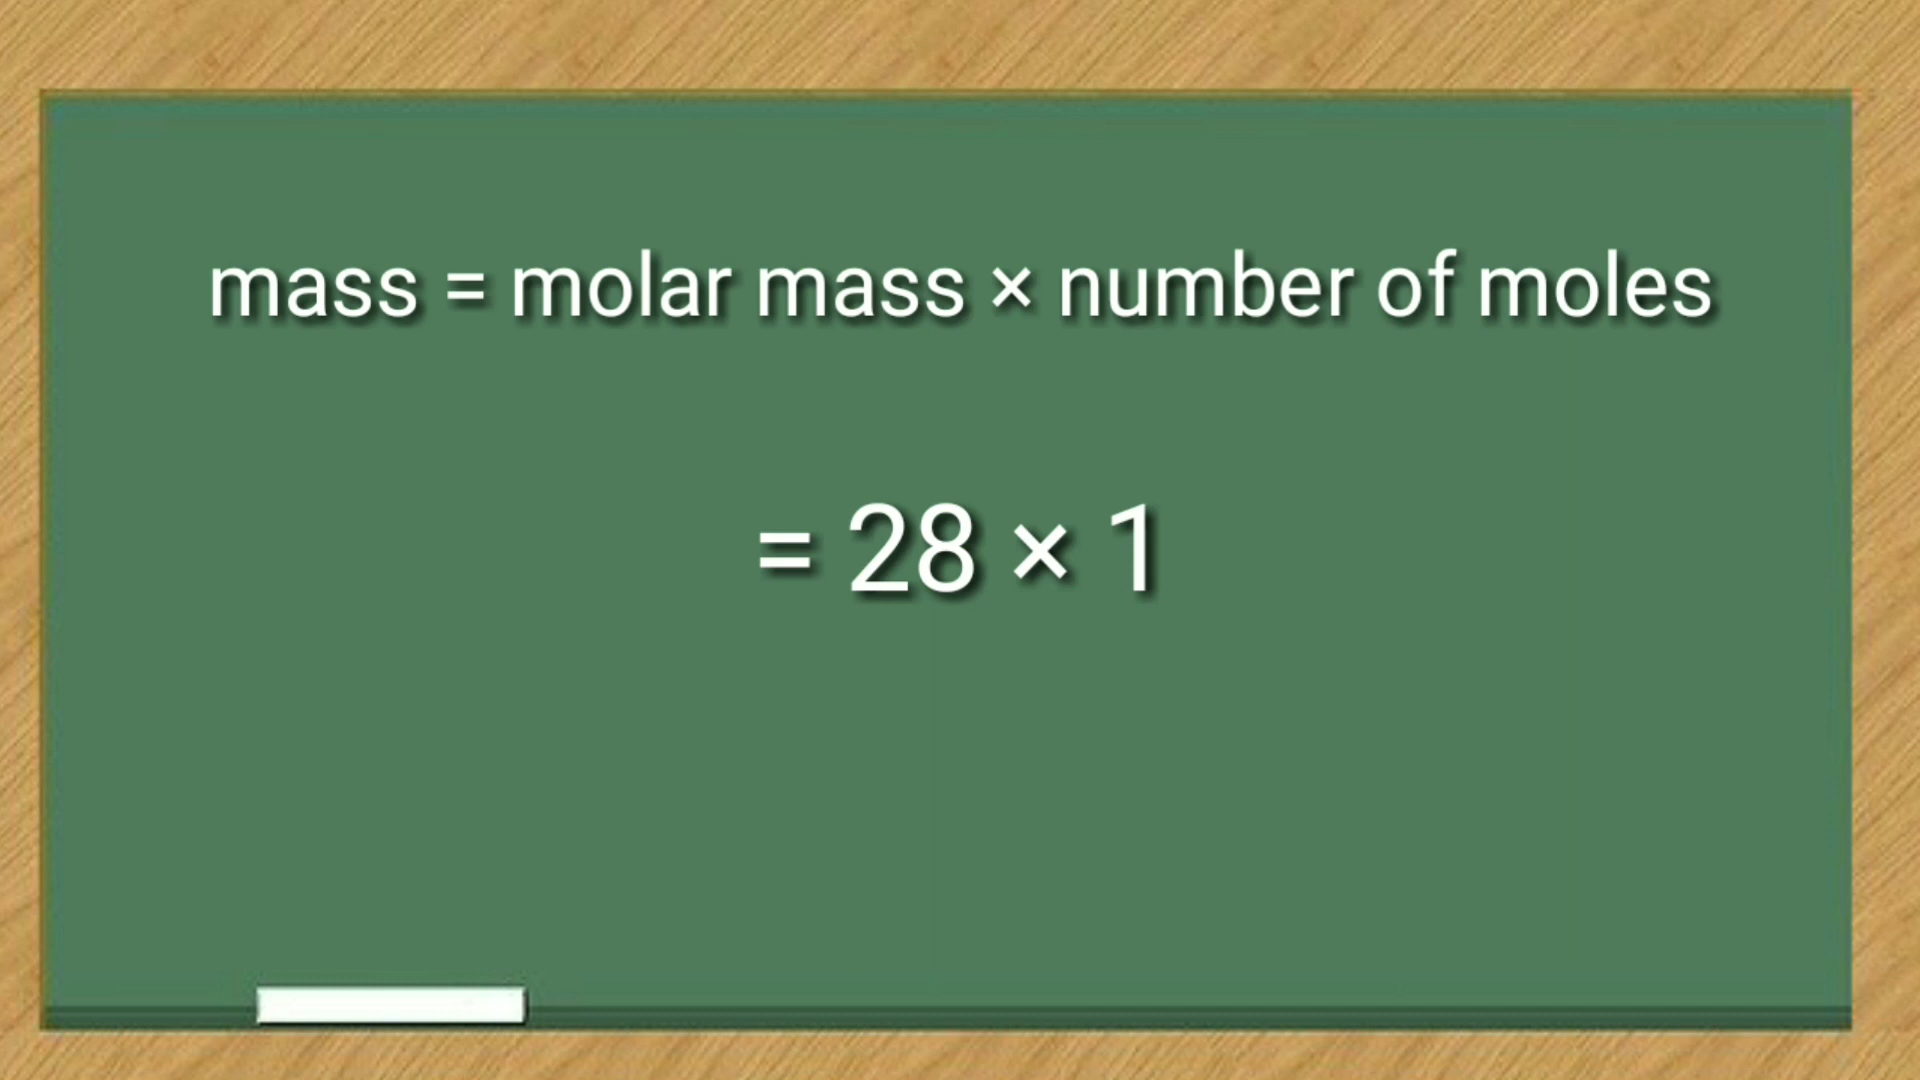 mass = molar mass × number of moles
= 28 × 1